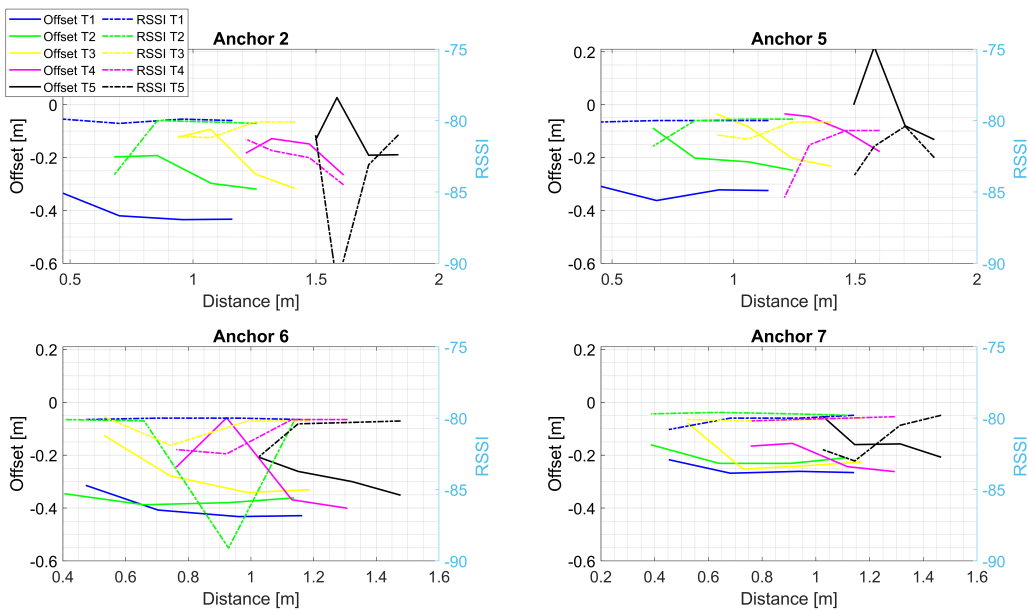 Offset T1 RSSI T1
Offset T2 RSSI T2
Offset T3 RSSI T3
Offset T4 RSSI T4
Offset T5 RSSI T5
Anchor 2
-75
0
-80
-0.2
-85
-0.4
-0.6
-90
0.5 1 1.5 2
Offset [m]
RSSI
Distance [m]
Anchor 5
0.2
-75
0
-80
-0.2
-85
-0.4
-0.6
-90
0.5 1 1.5 2
Offset [m]
RSSI
Distance [m]
Anchor 6
0.2
-75
0
-80
-0.2
-85
-0.4
-0.6
-90
0.4 0.6 0.8 1 1.2 1.4 1.6
Offset [m]
RSSI
Distance [m]
Anchor 7
0.2
-75
0
-80
-0.2
-85
-0.4
-0.6
-90
0.2 0.4 0.6 0.8 1 1.2 1.4 1.6
Offset [m]
RSSI
Distance [m]